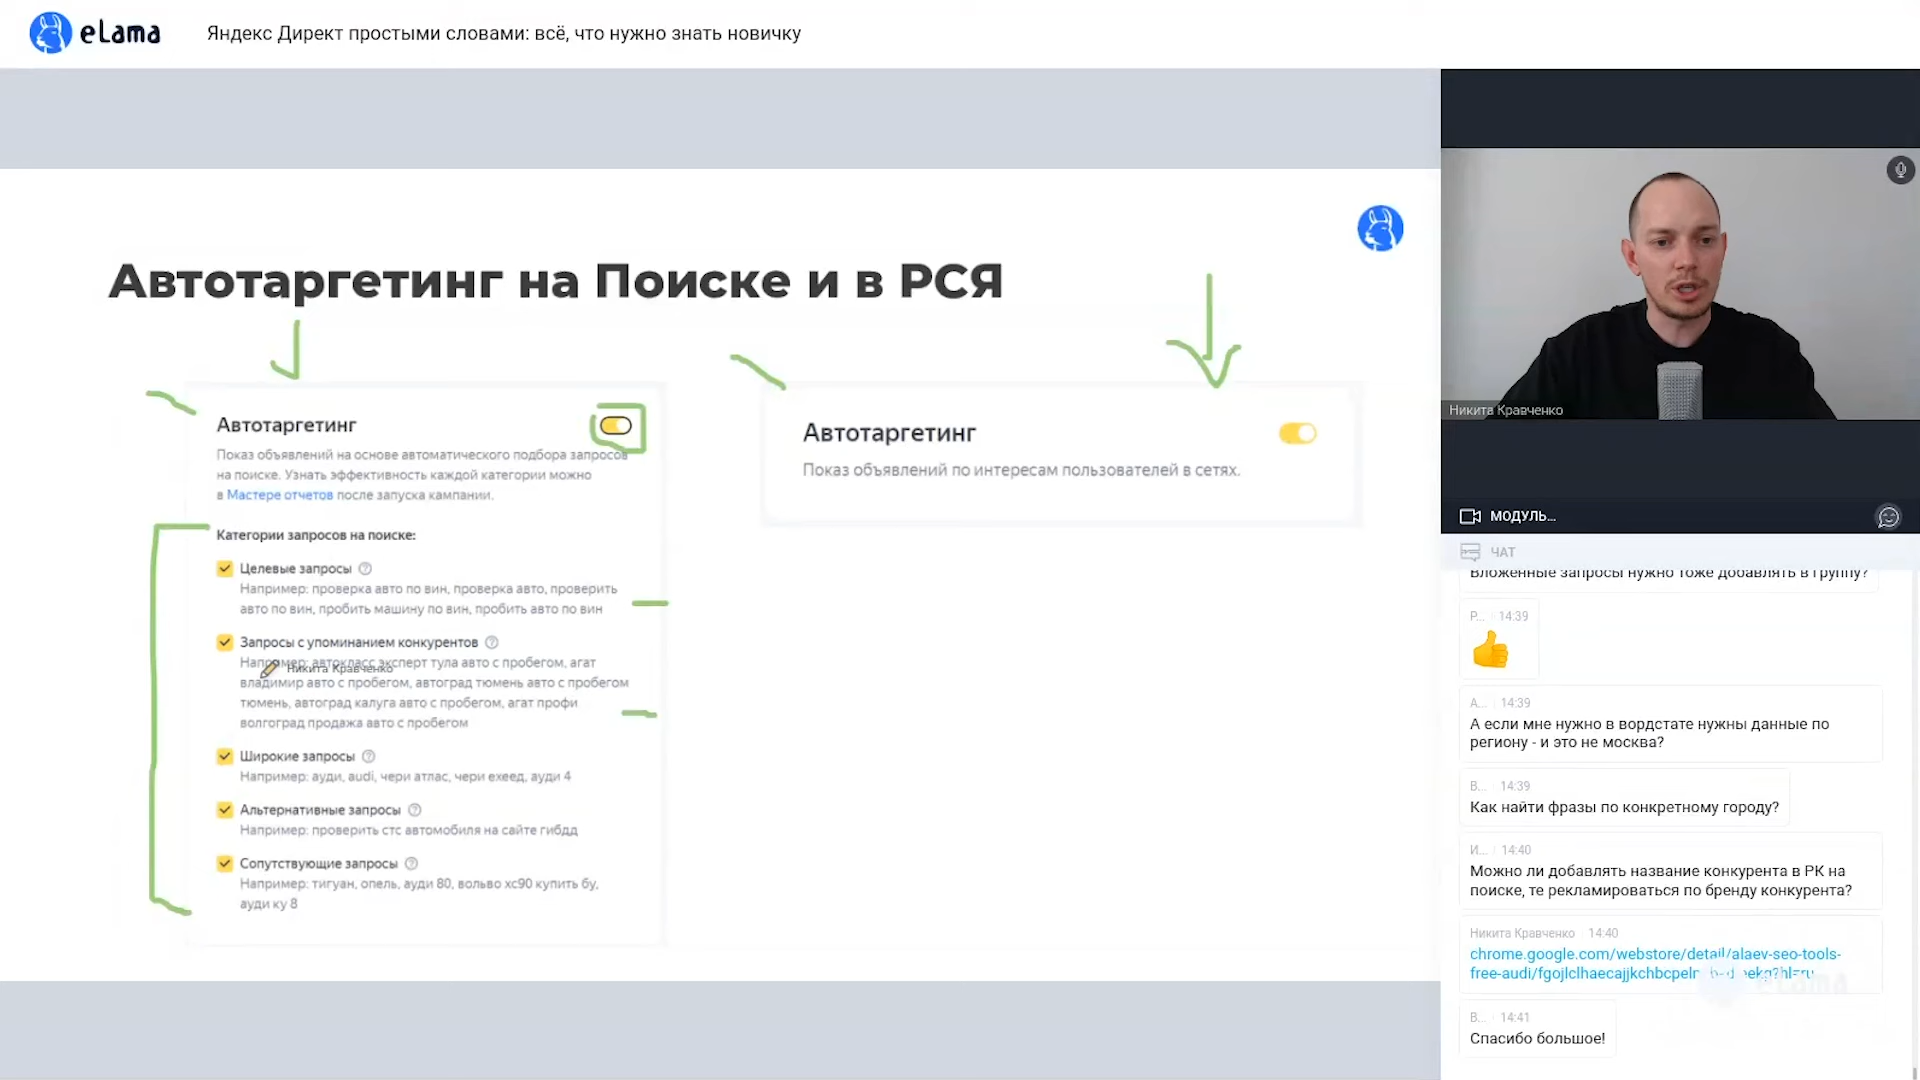 eLama
Яндекс Директ простыми словами: всё, что нужно знать новичку
Автотаргетинг на Поиске и в РСЯ
Автотаргетинг
Показ объявлений на основе автоматического подбора запросов
на поиске. Узнать эффективность каждой категории можно
в Мастере отчетов после запуска кампании.
Категории запросов на поиске:
Целевые запросы
Например: проверка авто по вин, проверка авто, проверить
авто по вин, пробить машину по вин, пробить авто по вин
Запросы с упоминанием конкурентов
Например: автокласс эксперт тула авто с пробегом, агат
Никита Кравченко
владимир авто с пробегом, автоград тюмень авто с пробегом
тюмень, автоград калуга авто с пробегом, агат профи
волгоград продажа авто с пробегом
Широкие запросы
Например: ауди, audi, чери атлас, чери ехеед, ауди 4
Альтернативные запросы
Например: проверить стс автомобиля на сайте гибдд
Сопутствующие запросы
Например: тигуан, опель, ауди 80, вольво хс90 купить бу,
ауди ку 8
Автотаргетинг
Показ объявлений по интересам пользователей в сетях.
Никита Кравченко
МОДУЛЬ...
ЧАТ
Вложенные запросы нужно тоже добавлять в группу?
Р... 14:39
А... 14:39
А если мне нужно в вордстате нужны данные по
региону - и это не москва?
В... 14:39
Как найти фразы по конкретному городу?
И... 14:40
Можно ли добавлять название конкурента в РК на
поиске, те рекламироваться по бренду конкурента?
Никита Кравченко 14:40
chrome.google.com/webstore/detail/alaev-seo-tools-
В... 14:41
Спасибо большое!